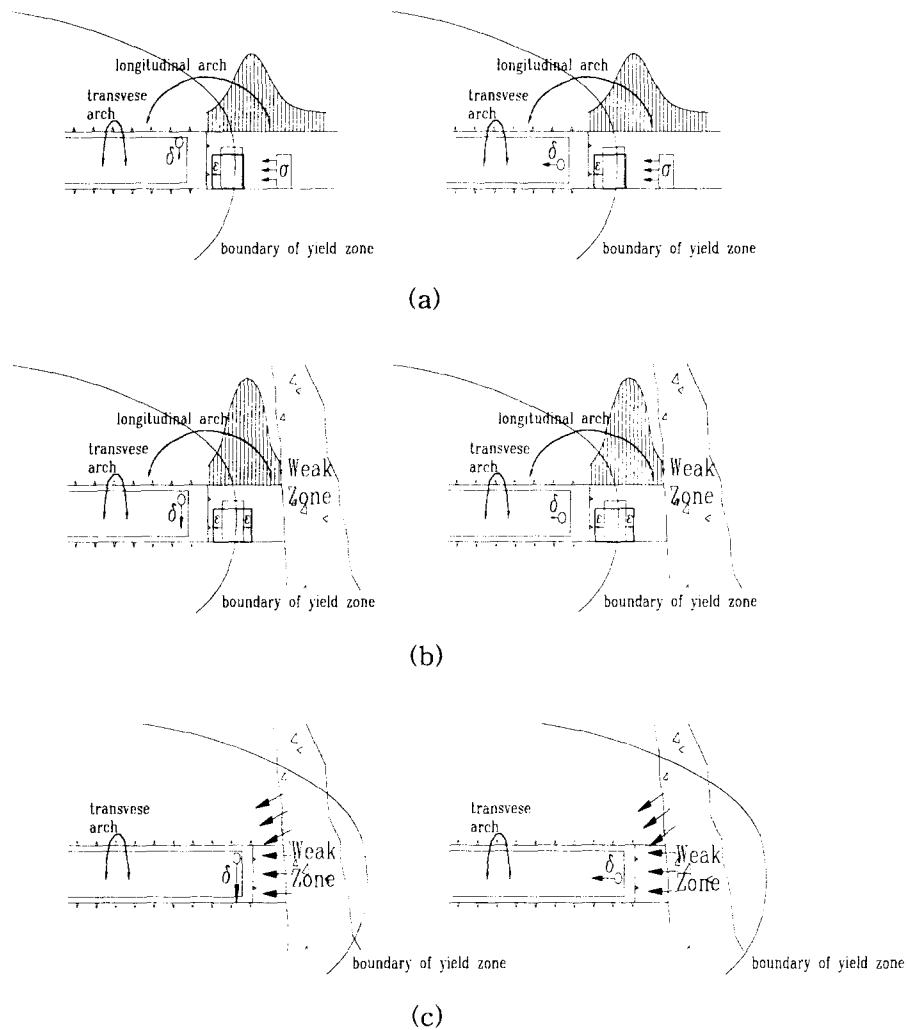 longitudinal arch
transvese
arch
δ
ε
σ
boundary of yield zone
longitudinal arch
transvese
arch
δ
ε
σ
boundary of yield zone
(a)
longitudinal arch
transvese
arch
Weak
Zone
δ
ε ε
boundary of yield zone
longitudinal arch
transvese
arch
Weak
Zone
δ
ε ε
boundary of yield zone
(b)
transvese
arch
Weak
Zone
δ
boundary of yield zone
transvese
arch
Weak
Zone
δ
boundary of yield zone
(c)